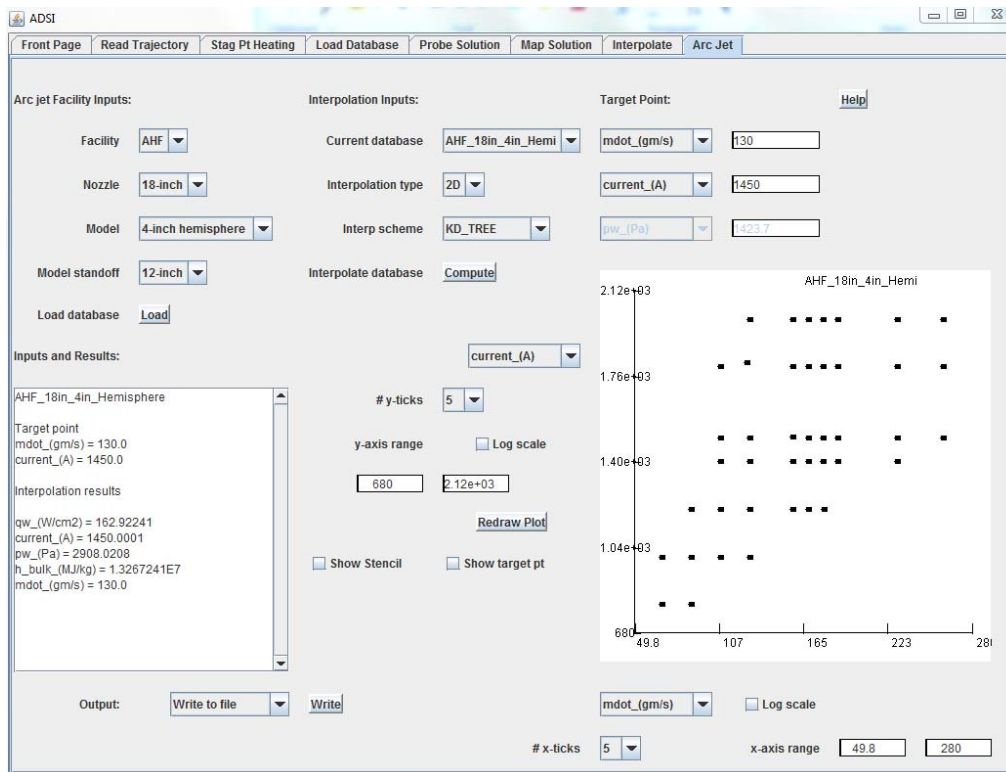 ADSI
Front Page Read Trajectory Stag Pt Heating Load Database Probe Solution Map Solution Interpolate Arc Jet
Arc jet Facility Inputs: Interpolation Inputs: Target Point: Help
Facility AHF Current database AHF_18in_4in_Hemi mdot_(gm/s) 130
Nozzle 18-inch Interpolation type 2D current_(A) 1450
Model 4-inch hemisphere Interp scheme KD_TREE pw_(Pa) 1423.7
Model standoff 12-inch Interpolate database Compute
Load database Load
Inputs and Results: current_(A)
AHF_18in_4in_Hemisphere
Target point
mdot_(gm/s) = 130.0
current_(A) = 1450.0
Interpolation results
qw_(W/cm2) = 162.92241
current_(A) = 1450.0001
pw_(Pa) = 2908.0208
h_bulk_(MJ/kg) = 1.3267241E7
mdot_(gm/s) = 130.0
# y-ticks 5
y-axis range Log scale
680 2.12e+03
Redraw Plot
Show Stencil Show target pt
AHF_18in_4in_Hemi
2.12e+03
1.76e+03
1.40e+03
1.04e+03
680
49.8 107 165 223 280
Output: Write to file Write mdot_(gm/s) Log scale
# x-ticks 5 x-axis range 49.8 280